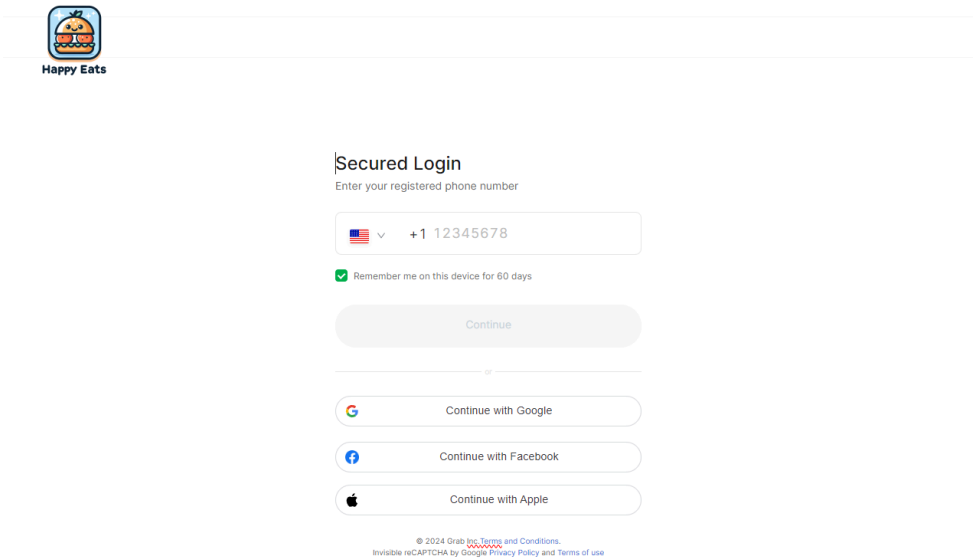 Happy Eats
Secured Login
Enter your registered phone number
+1 12345678
Remember me on this device for 60 days
Continue
or
Continue with Google
Continue with Facebook
Continue with Apple
© 2024 Grab Inc.Terms and Conditions.
Invisible reCAPTCHA by Google Privacy Policy and Terms of use